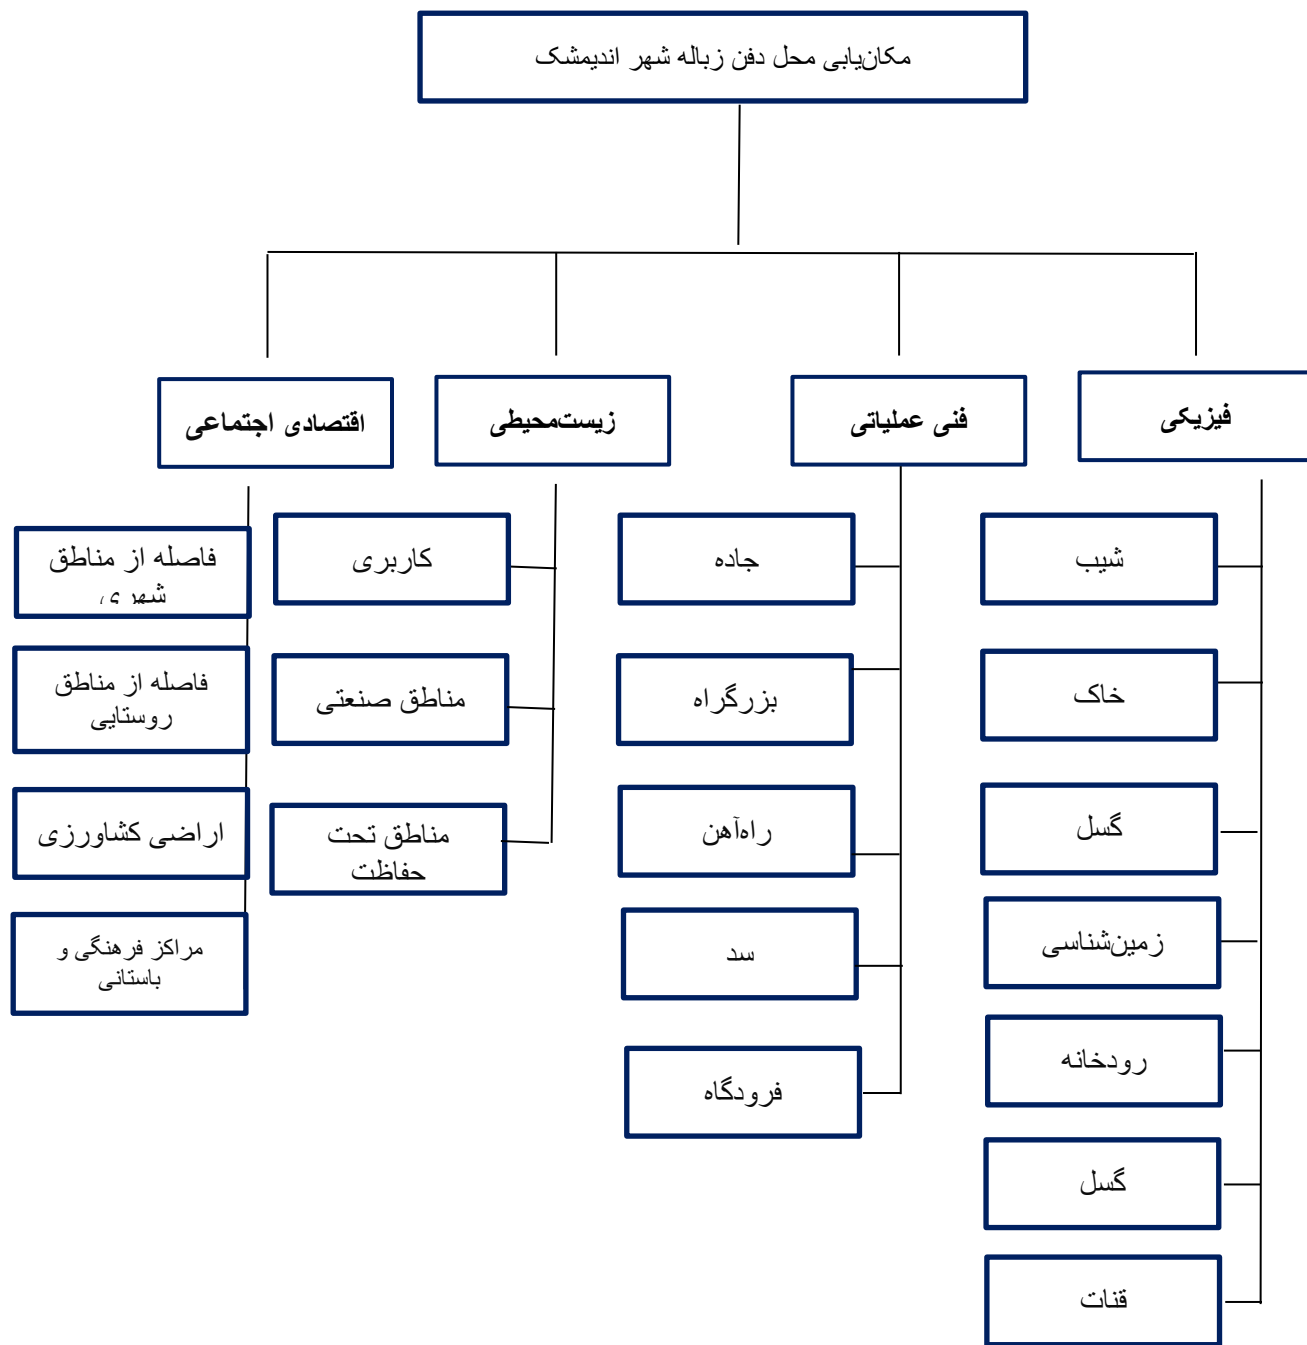 مکان‌یابی محل دفن زباله شهر اندیمشک
فیزیکی
شیب
خاک
گسل
زمین‌شناسی
رودخانه
گسل
قنات
فنی عملیاتی
جاده
بزرگراه
راه‌آهن
سد
فرودگاه
زیست‌محیطی
کاربری
مناطق صنعتی
مناطق تحت
حفاظت
اقتصادی اجتماعی
فاصله از مناطق
شهری
فاصله از مناطق
روستایی
اراضی کشاورزی
مراکز فرهنگی و
باستانی